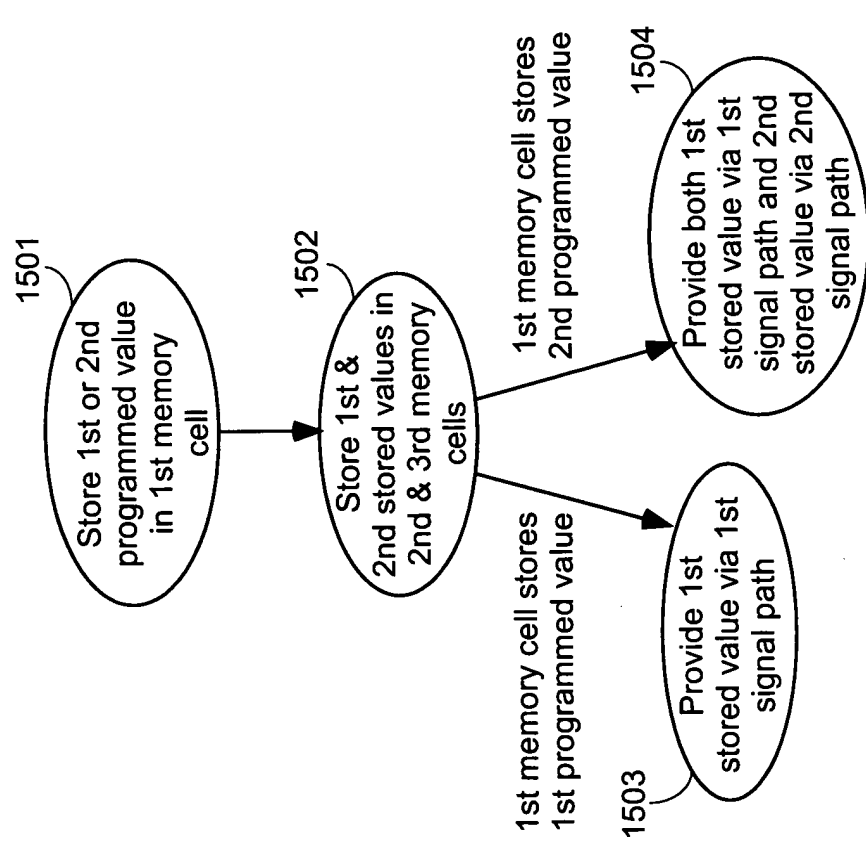 1501
Store 1st or 2nd
programmed value
in 1st memory
cell
1502
Store 1st &
2nd stored values in
2nd & 3rd memory
cells
1st memory cell stores
1st programmed value
1st memory cell stores
2nd programmed value
1503
Provide 1st
stored value via 1st
signal path
1504
Provide both 1st
stored value via 1st
signal path and 2nd
stored value via 2nd
signal path